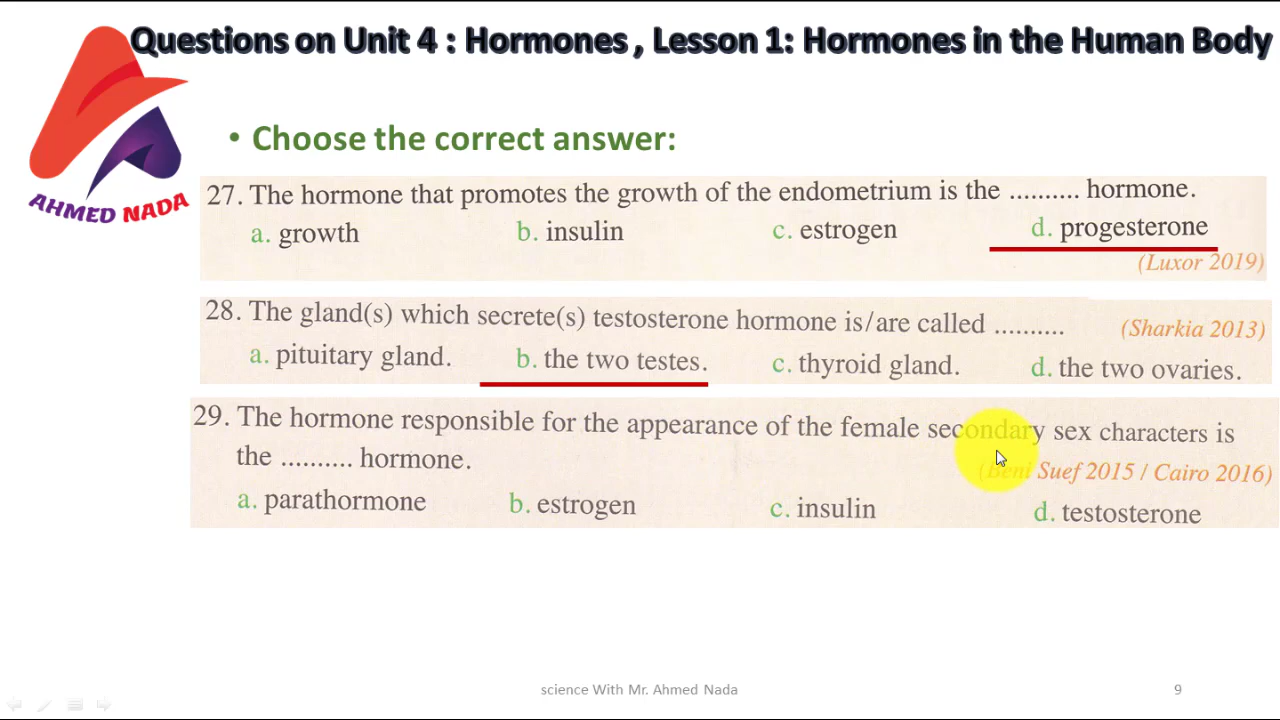 Questions on Unit 4 : Hormones , Lesson 1: Hormones in the Human Body
AHMED NADA
• Choose the correct answer:
27. The hormone that promotes the growth of the endometrium is the .......... hormone.
a. growth b. insulin c. estrogen d. progesterone
(Luxor 2019)
28. The gland(s) which secrete(s) testosterone hormone is/are called .......... (Sharkia 2013)
a. pituitary gland. b. the two testes. c. thyroid gland. d. the two ovaries.
29. The hormone responsible for the appearance of the female secondary sex characters is
the .......... hormone. (Beni Suef 2015 / Cairo 2016)
a. parathormone b. estrogen c. insulin d. testosterone
science With Mr. Ahmed Nada 9